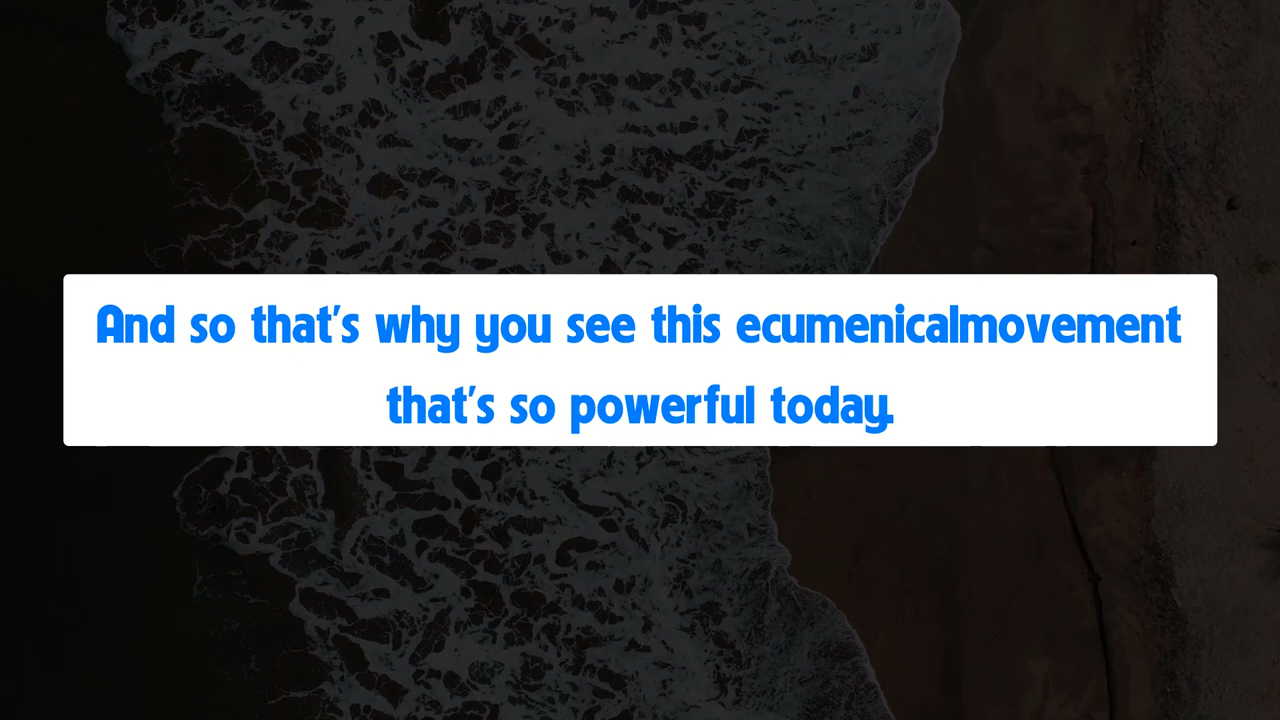 And so that's why you see this ecumenicalmovement
that's so powerful today.